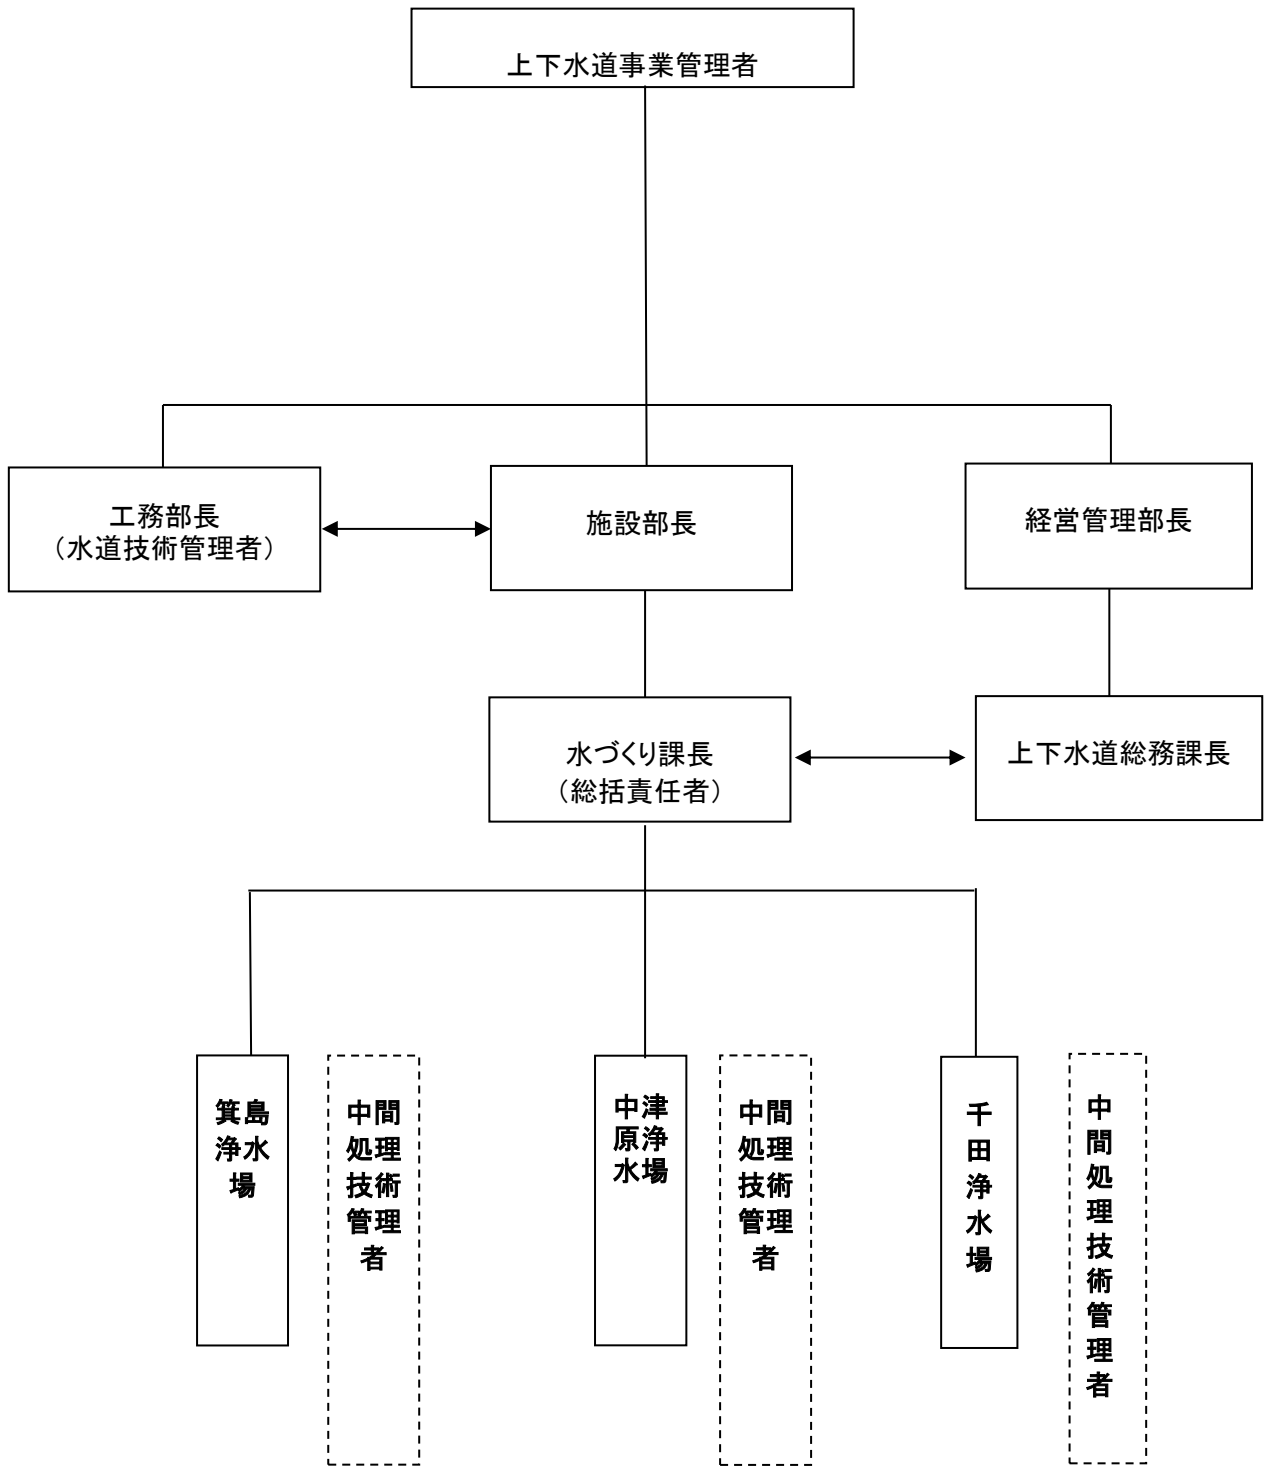 上下水道事業管理者
工務部長
（水道技術管理者）
施設部長
経営管理部長
水づくり課長
（総括責任者）
上下水道総務課長
箕島
浄水
場
中間
処理
技術
管理
者
中津
原浄
水場
中間
処理
技術
管理
者
千
田
浄
水
場
中
間
処
理
技
術
管
理
者